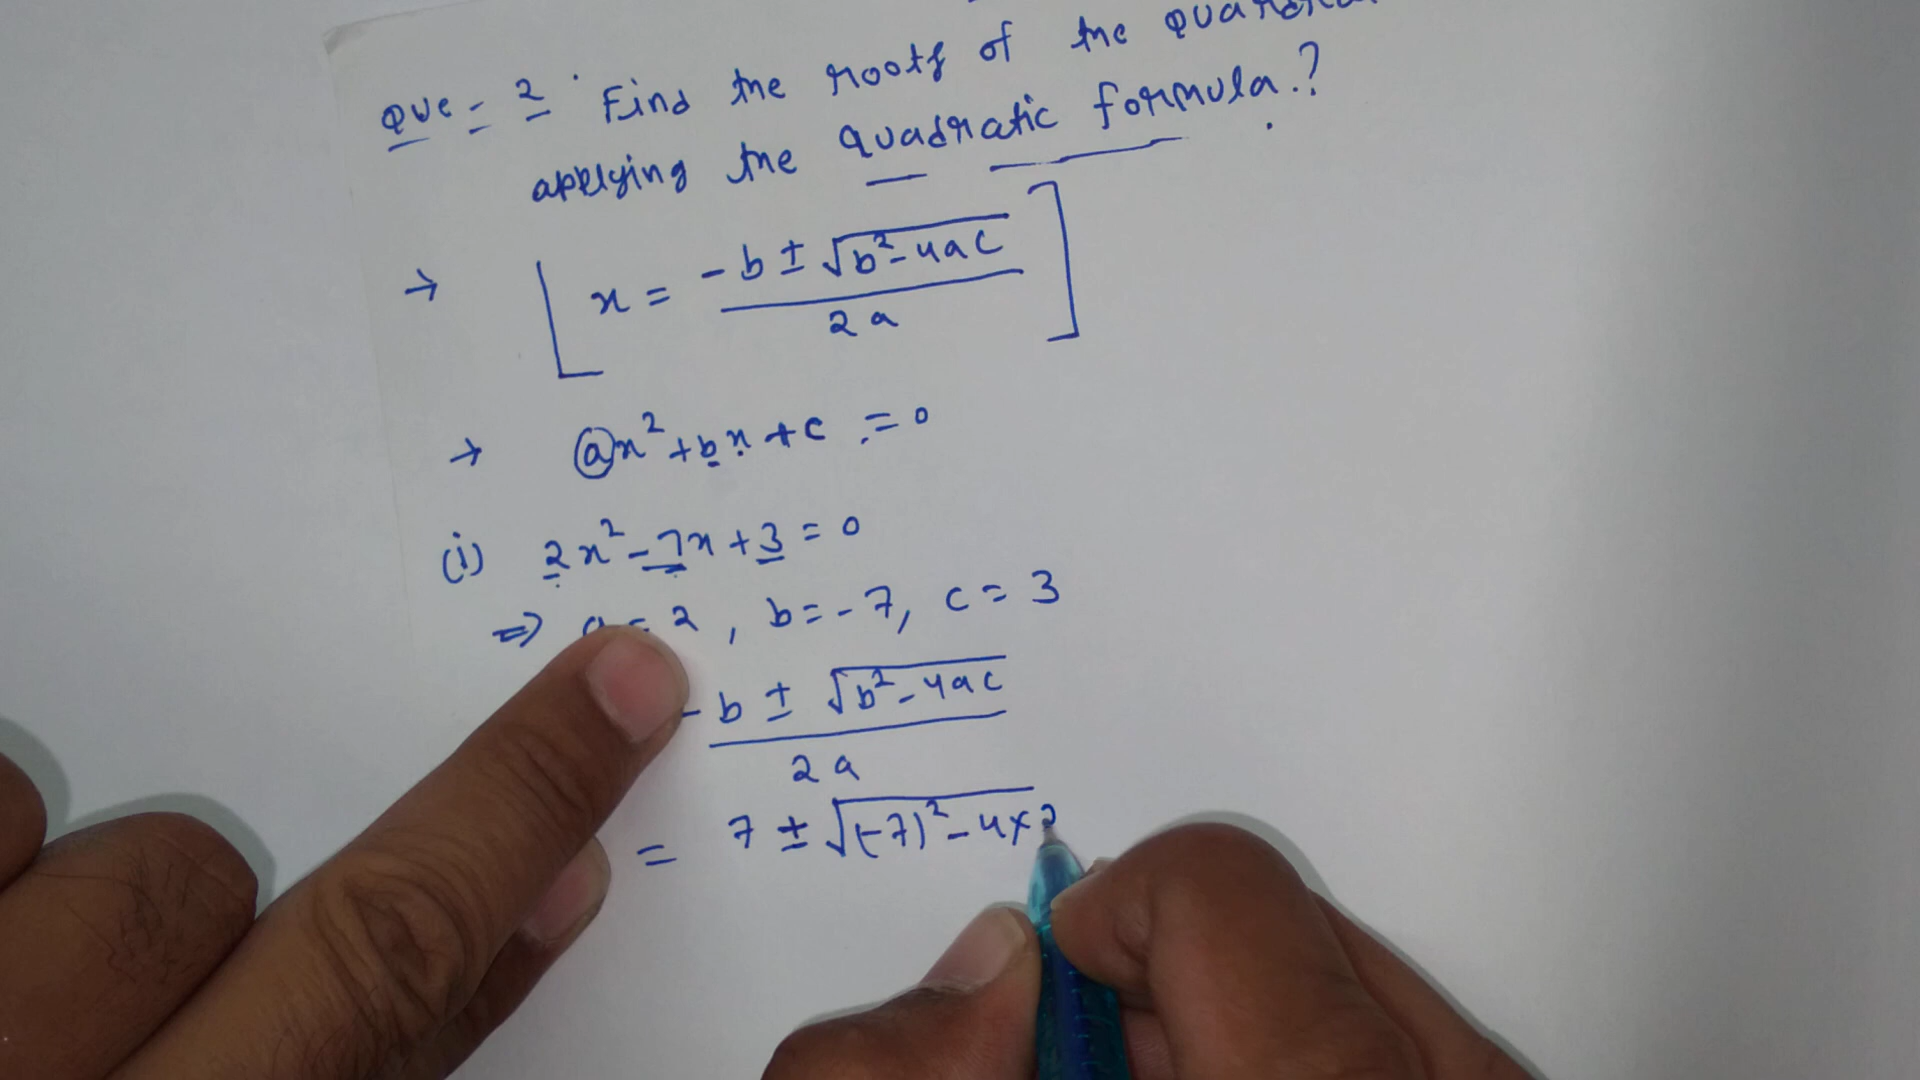 Que = 2. Find the roots of the
applying the quadratic formula.?
→ [ x = -b ± √b² - 4ac / 2a ]
→ ax² + bx + c = 0
(i) 2x² - 7x + 3 = 0
⇒ a = 2, b = -7, c = 3
- b ± √b² - 4ac
2a
= 7 ± √(-7)² - 4×